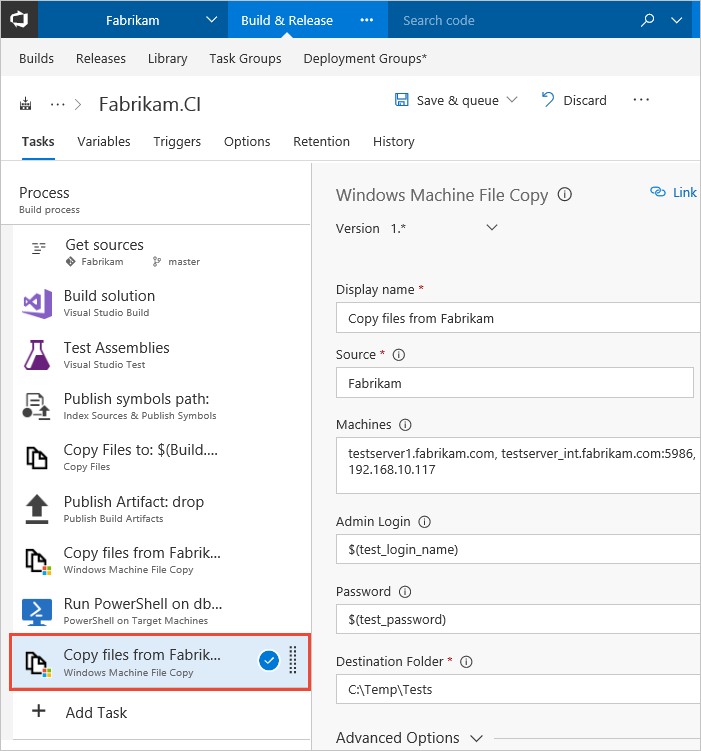 Fabrikam
Build & Release
Search code
Builds Releases Library Task Groups Deployment Groups*
Fabrikam.CI
Save & queue
Discard
Tasks Variables Triggers Options Retention History
Process
Build process
Get sources
Fabrikam master
Build solution
Visual Studio Build
Test Assemblies
Visual Studio Test
Publish symbols path:
Index Sources & Publish Symbols
Copy Files to: $(Build....
Copy Files
Publish Artifact: drop
Publish Build Artifacts
Copy files from Fabrik...
Windows Machine File Copy
Run PowerShell on db...
PowerShell on Target Machines
Copy files from Fabrik...
Windows Machine File Copy
Add Task
Windows Machine File Copy
Link
Version 1.*
Display name *
Copy files from Fabrikam
Source *
Fabrikam
Machines
testserver1.fabrikam.com, testserver_int.fabrikam.com:5986,
192.168.10.117
Admin Login
$(test_login_name)
Password
$(test_password)
Destination Folder *
C:\Temp\Tests
Advanced Options